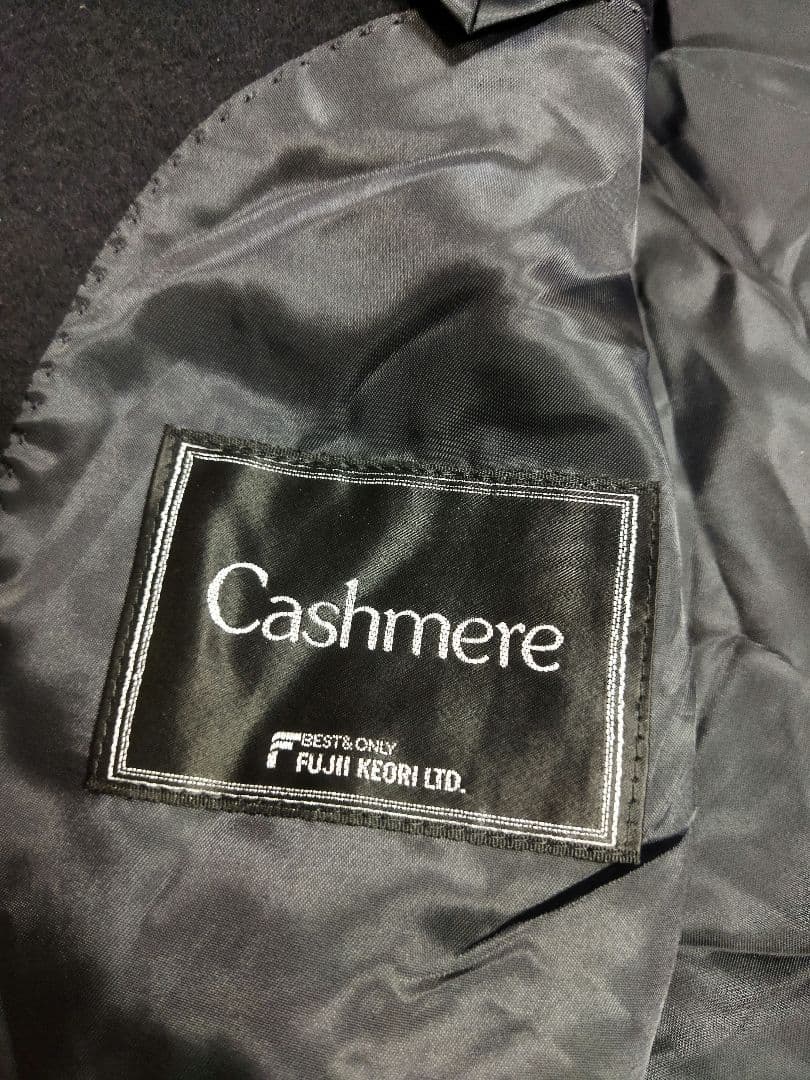 Cashmere
BEST & ONLY
FUJII KEORI LTD.